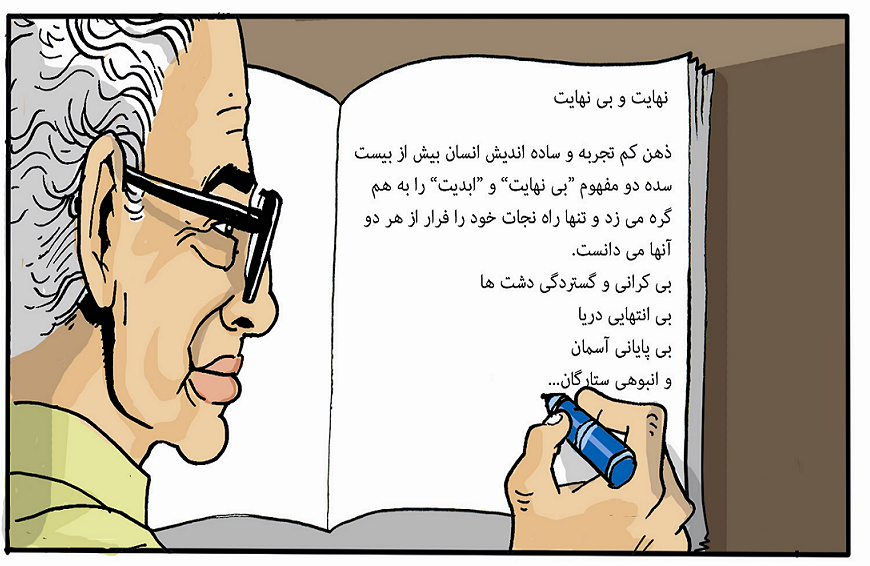 نهایت و بی نهایت
ذهن کم تجربه و ساده اندیش انسان بیش از بیست
سده دو مفهوم "بی نهایت" و "ابدیت" را به هم
گره می زد و تنها راه نجات خود را فرار از هر دو
آنها می دانست.
بی کرانی و گستردگی دشت ها
بی انتهایی دریا
بی پایانی آسمان
و انبوهی ستارگان...